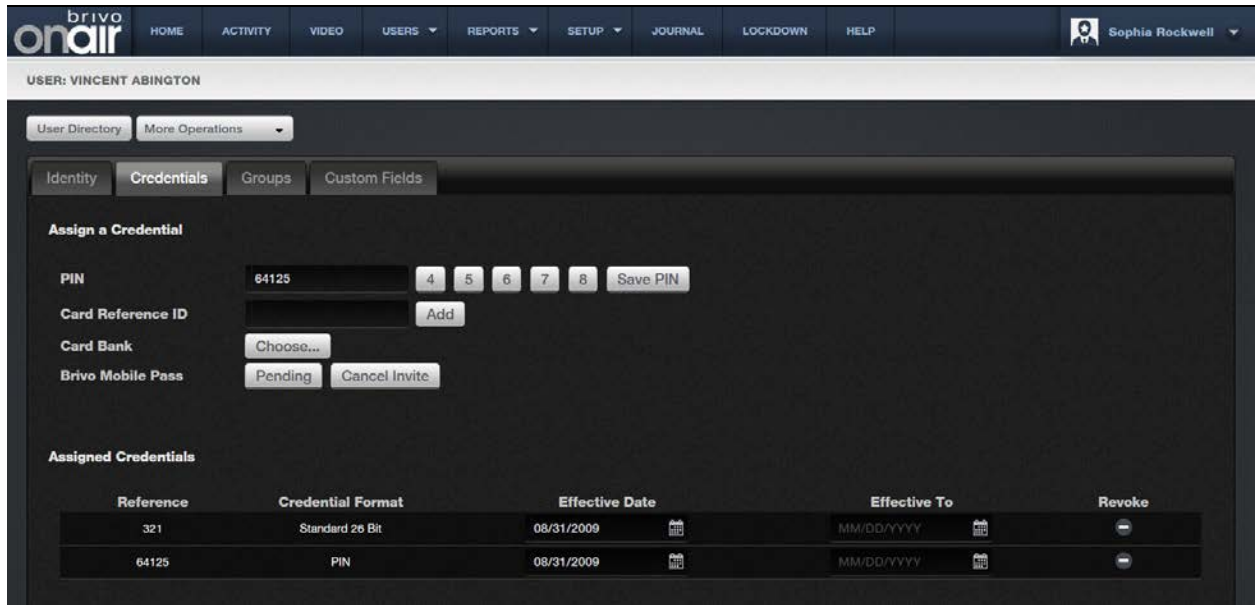 brivo
onair HOME ACTIVITY VIDEO USERS REPORTS SETUP JOURNAL LOCKDOWN HELP Sophia Rockwell
USER: VINCENT ABINGTON
User Directory More Operations
Identity Credentials Groups Custom Fields
Assign a Credential
PIN 64125 4 5 6 7 8 Save PIN
Card Reference ID Add
Card Bank Choose...
Brivo Mobile Pass Pending Cancel Invite
Assigned Credentials
Reference Credential Format Effective Date Effective To Revoke
321 Standard 26 Bit 08/31/2009 MM/DD/YYYY
64125 PIN 08/31/2009 MM/DD/YYYY